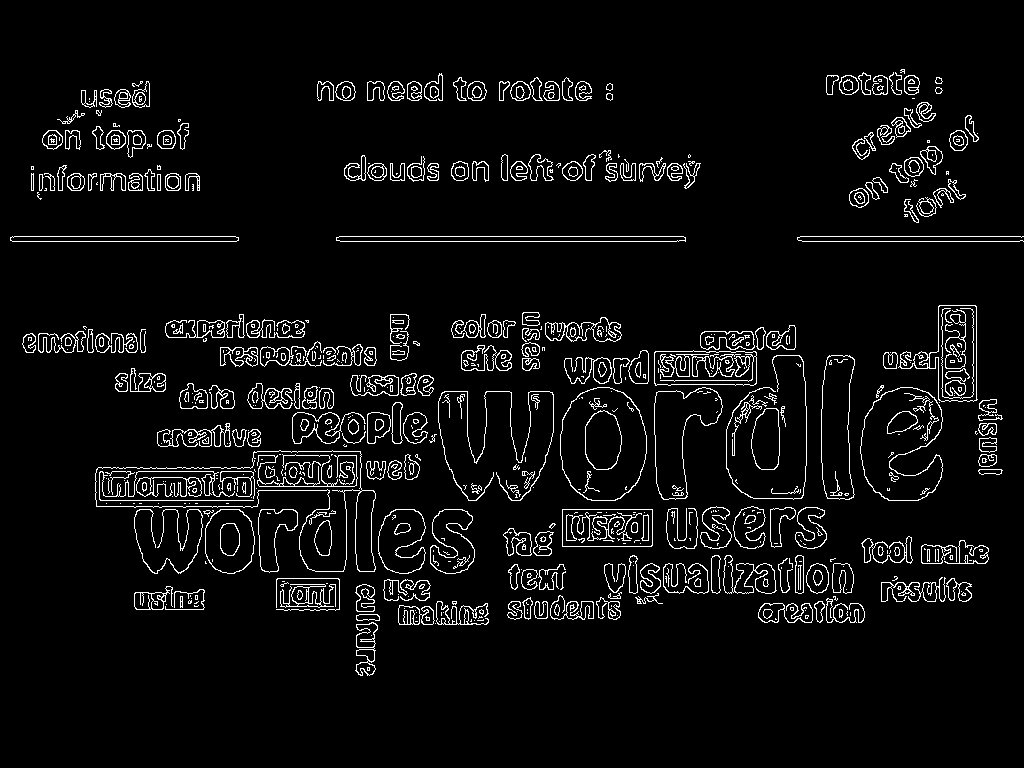 used
on top of
information
no need to rotate :
clouds on left of survey
rotate :
create
on top of
font
emotional
experience
non
color
uses
words
created
create
respondents
site
word
survey
user
size
data
design
usage
wordle
visual
creative
people
information
clouds
web
wordles
tag
used
users
tool
make
using
font
culture
use
text
visualization
results
making
students
creation